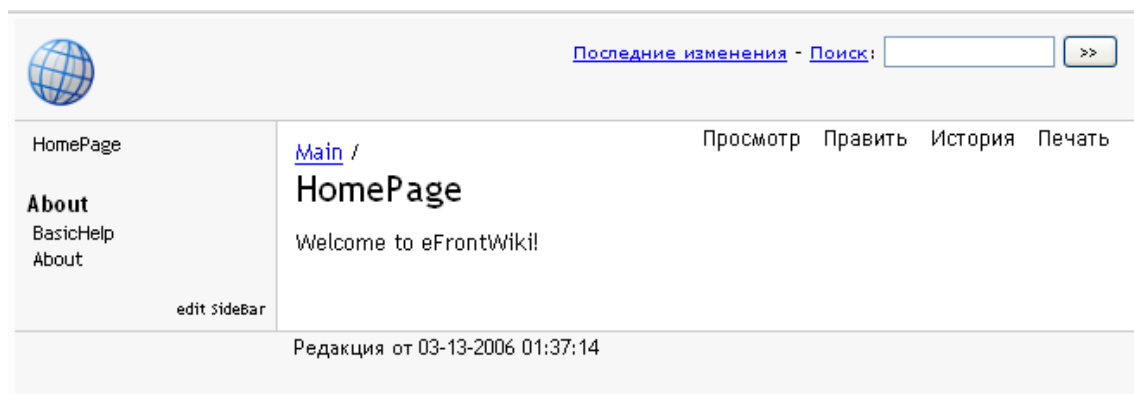 Последние изменения - Поиск: >>
HomePage
About
BasicHelp
About
edit SideBar
Просмотр Править История Печать
Main /
HomePage
Welcome to eFrontWiki!
Редакция от 03-13-2006 01:37:14